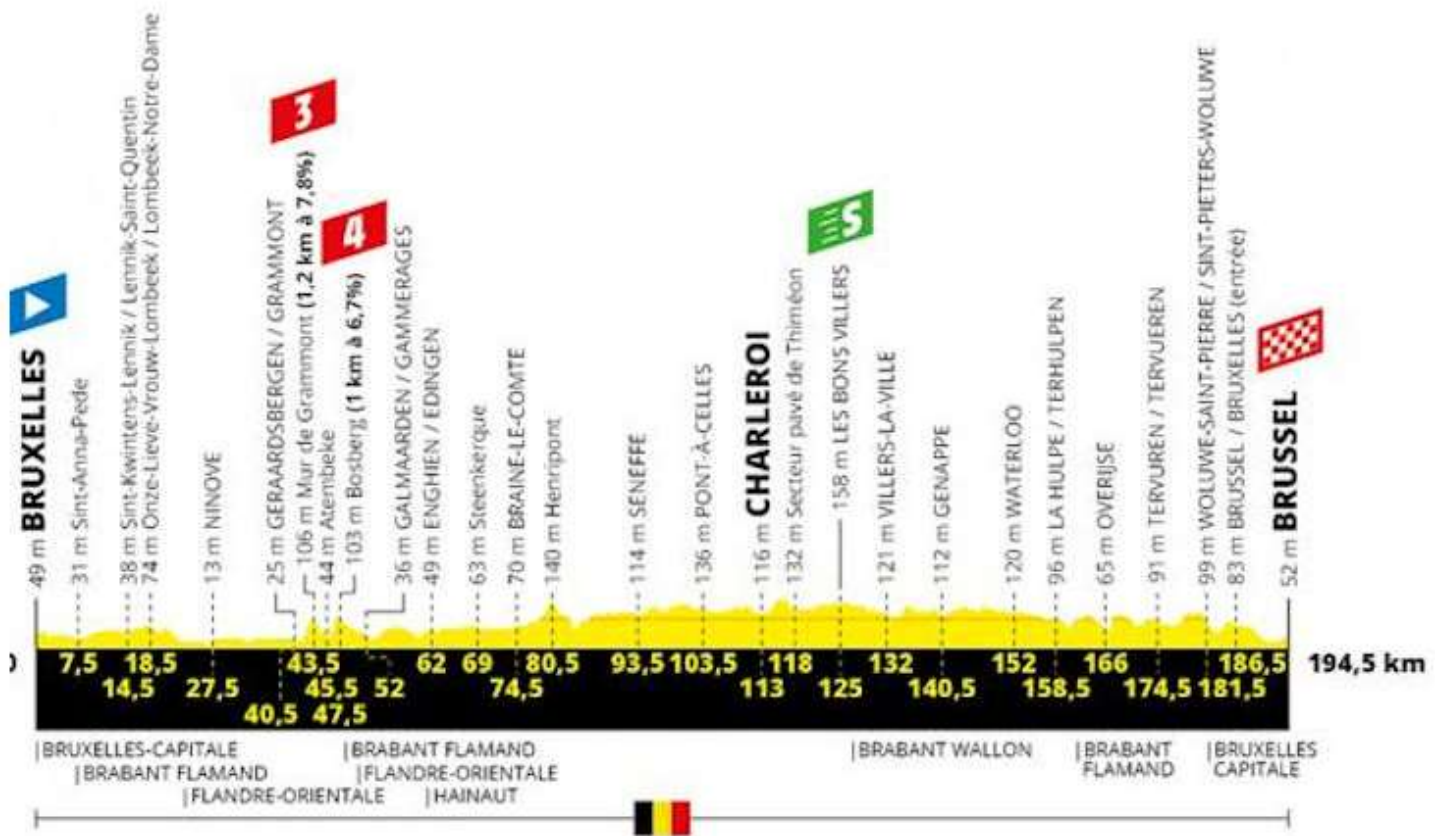 49 m BRUXELLES
31 m Sint-Anna-Pede
38 m Sint-Kwintens-Lennik / Lennik-Saint-Quentin
74 m Onze-Lieve-Vrouw-Lombeek / Lombeek-Notre-Dame
13 m NINOVE
25 m GERAARDSBERGEN / GRAMMONT
3
106 m Mur de Grammont (1,2 km à 7,8%)
44 m Atembeke
4
103 m Bosberg (1 km à 6,7%)
36 m GALMAARDEN / GAMMERAGES
49 m ENGHIEN / EDINGEN
63 m Steenkerque
70 m BRAINE-LE-COMTE
140 m Henripont
114 m SENEFFE
136 m PONT-À-CELLES
116 m CHARLEROI
132 m Secteur pavé de Thiméon
S
158 m LES BONS VILLERS
121 m VILLERS-LA-VILLE
112 m GENAPPE
120 m WATERLOO
96 m LA HULPE / TERHULPEN
65 m OVERIJSE
91 m TERVUREN / TERVUEREN
99 m WOLUWE-SAINT-PIERRE / SINT-PIETERS-WOLUWE
83 m BRUSSEL / BRUXELLES (entrée)
52 m BRUSSEL
0 7,5 18,5 43,5 62 69 80,5 93,5 103,5 118 132 152 166 186,5 194,5 km
14,5 27,5 45,5 52 74,5 113 125 140,5 158,5 174,5 181,5
40,5 47,5
|BRUXELLES-CAPITALE |BRABANT FLAMAND |BRABANT WALLON |BRABANT |BRUXELLES
|BRABANT FLAMAND |FLANDRE-ORIENTALE FLAMAND CAPITALE
|FLANDRE-ORIENTALE |HAINAUT